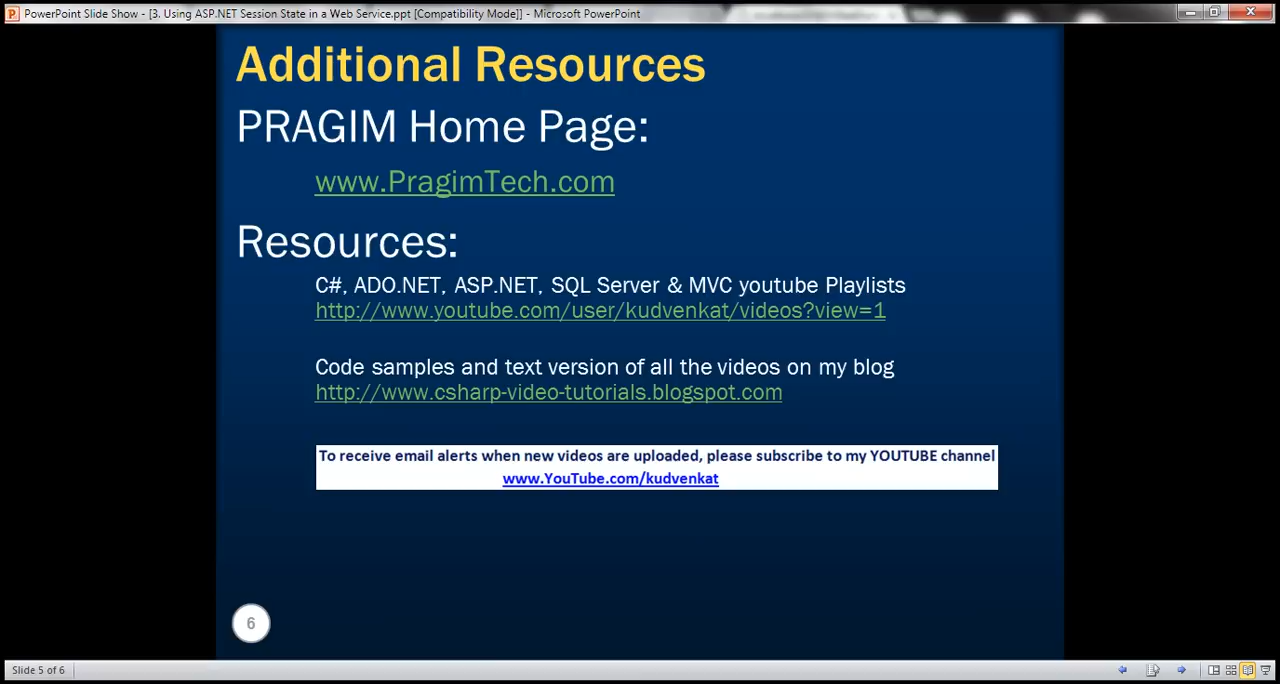 PowerPoint Slide Show - [3. Using ASP.NET Session State in a Web Service.ppt [Compatibility Mode]] - Microsoft PowerPoint
Additional Resources
PRAGIM Home Page:
www.PragimTech.com
Resources:
C#, ADO.NET, ASP.NET, SQL Server & MVC youtube Playlists
http://www.youtube.com/user/kudvenkat/videos?view=1
Code samples and text version of all the videos on my blog
http://www.csharp-video-tutorials.blogspot.com
To receive email alerts when new videos are uploaded, please subscribe to my YOUTUBE channel
www.YouTube.com/kudvenkat
6
Slide 5 of 6